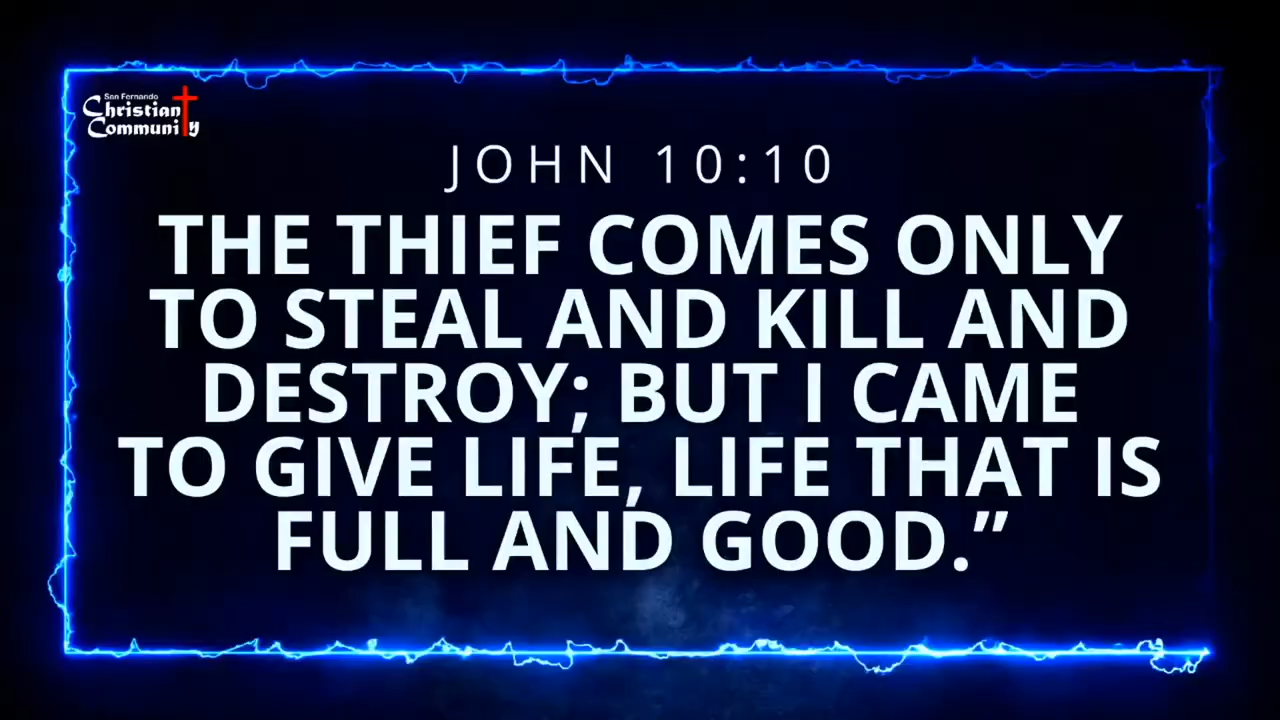 San Fernando
Christian
Community
JOHN 10:10
THE THIEF COMES ONLY
TO STEAL AND KILL AND
DESTROY; BUT I CAME
TO GIVE LIFE, LIFE THAT IS
FULL AND GOOD.”